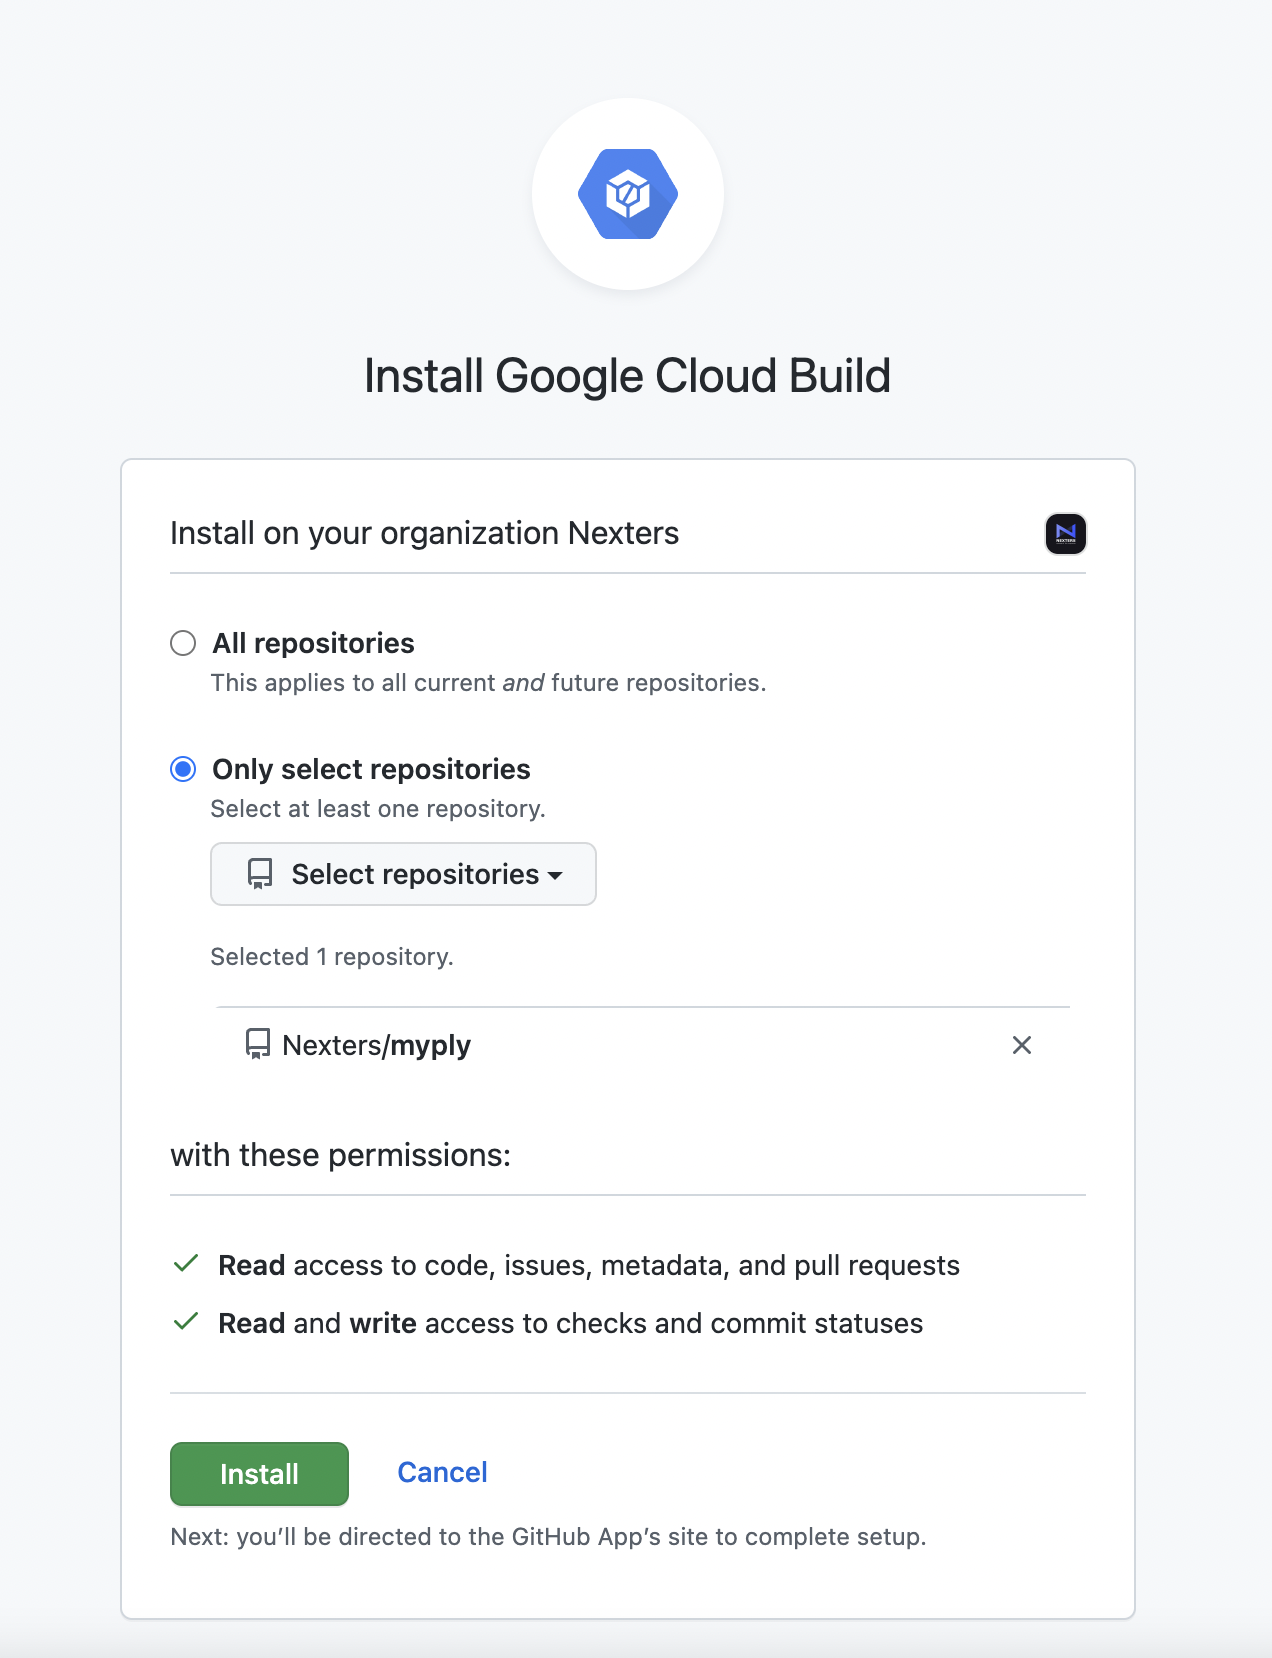 Install Google Cloud Build
Install on your organization Nexters
NEXTERS
All repositories
This applies to all current and future repositories.
Only select repositories
Select at least one repository.
Select repositories
Selected 1 repository.
Nexters/myply
with these permissions:
Read access to code, issues, metadata, and pull requests
Read and write access to checks and commit statuses
Install Cancel
Next: you’ll be directed to the GitHub App’s site to complete setup.